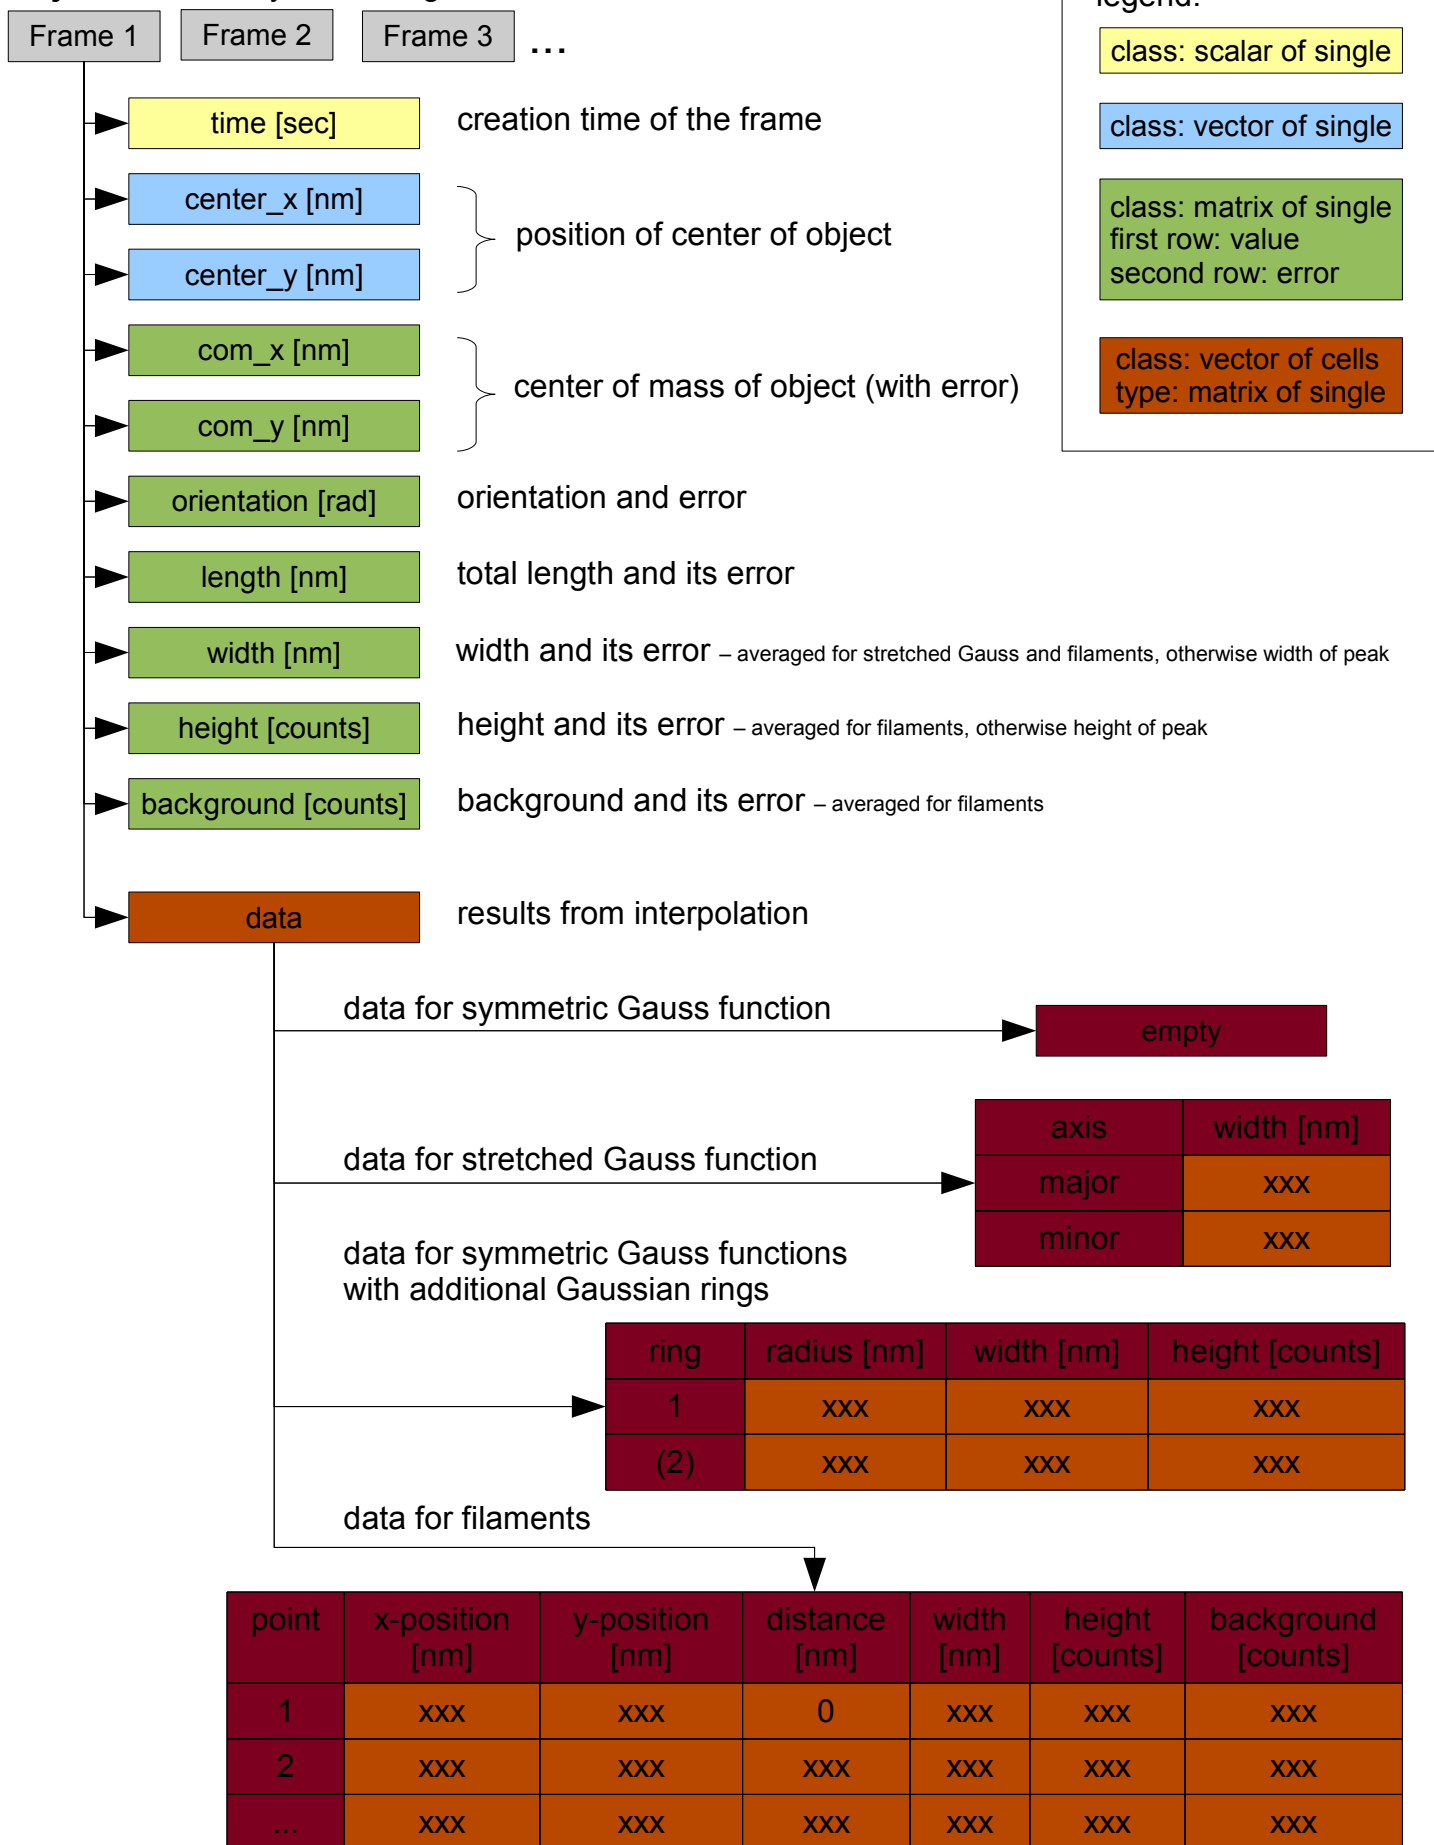 legend:
Frame 1 Frame 2 Frame 3 ...
class: scalar of single
class: vector of single
class: matrix of single
first row: value
second row: error
class: vector of cells
type: matrix of single
time [sec] creation time of the frame
center_x [nm]
center_y [nm]
position of center of object
com_x [nm]
com_y [nm]
center of mass of object (with error)
orientation [rad] orientation and error
length [nm] total length and its error
width [nm] width and its error – averaged for stretched Gauss and filaments, otherwise width of peak
height [counts] height and its error – averaged for filaments, otherwise height of peak
background [counts] background and its error – averaged for filaments
data results from interpolation
data for symmetric Gauss function
empty
data for stretched Gauss function
axis width [nm]
major xxx
minor xxx
data for symmetric Gauss functions
with additional Gaussian rings
ring radius [nm] width [nm] height [counts]
1 xxx xxx xxx
(2) xxx xxx xxx
data for filaments
point x-position y-position distance width height background
[nm] [nm] [nm] [nm] [counts] [counts]
1 xxx xxx 0 xxx xxx xxx
2 xxx xxx xxx xxx xxx xxx
... xxx xxx xxx xxx xxx xxx